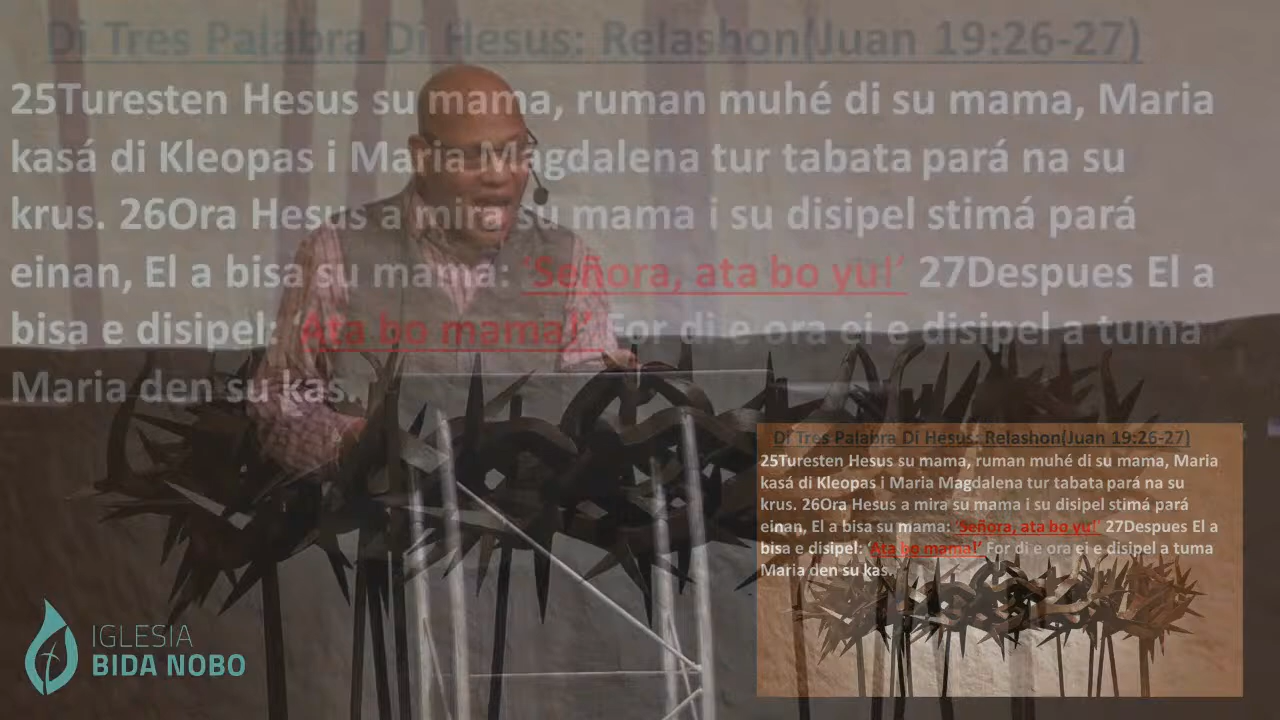 Di Tres Palabra Di Hesus: Relashon(Juan 19:26-27)
25Turesten Hesus su mama, ruman muhé di su mama, Maria
kasá di Kleopas i Maria Magdalena tur tabata pará na su
krus. 26Ora Hesus a mira su mama i su disipel stimá pará
einan, El a bisa su mama: ‘Señora, ata bo yu!’ 27Despues El a
bisa e disipel: ‘Ata bo mama!’ For di e ora ei e disipel a tuma
Maria den su kas.
Di Tres Palabra Di Hesus: Relashon(Juan 19:26-27)
25Turesten Hesus su mama, ruman muhé di su mama, Maria
kasá di Kleopas i Maria Magdalena tur tabata pará na su
krus. 26Ora Hesus a mira su mama i su disipel stimá pará
einan, El a bisa su mama: ‘Señora, ata bo yu!’ 27Despues El a
bisa e disipel: ‘Ata bo mama!’ For di e ora ei e disipel a tuma
Maria den su kas.
IGLESIA
BIDA NOBO